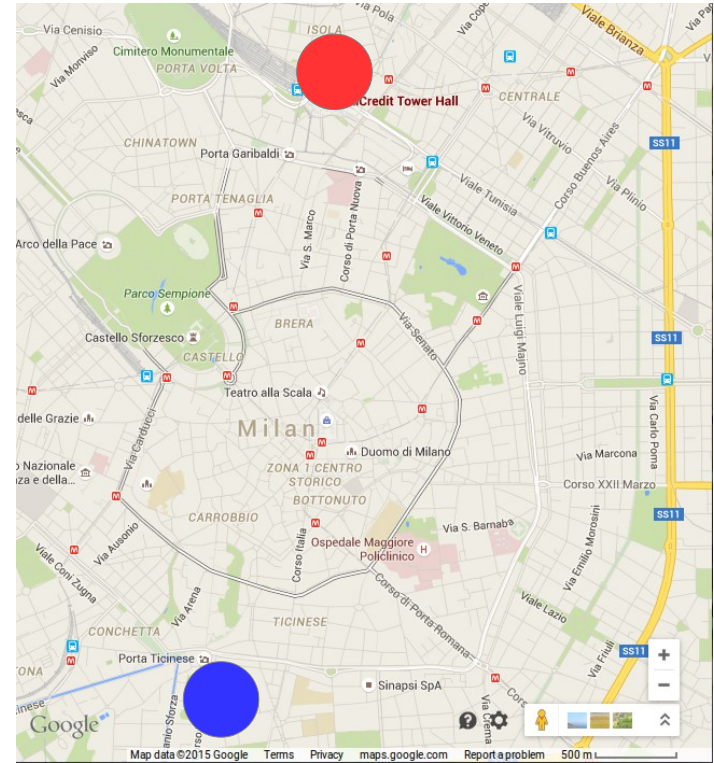 Via Cenisio
ISOLA
Via Pola
Viale Brianza
Cimitero Monumentale
PORTA VOLTA
Via Monviso
Credit Tower Hall
CENTRALE
Via Vitruvio
CHINATOWN
Corso Buenos Aires
SS11
Porta Garibaldi
Via Plinio
Viale Tunisia
PORTA TENAGLIA
Corso di Porta Nuova
Via S. Marco
Viale Vittorio Veneto
Arco della Pace
Parco Sempione
Viale Luigi Majno
BRERA
Via Senato
Castello Sforzesco
CASTELLO
SS11
Teatro alla Scala
delle Grazie
Via Carducci
Milan
Via Carlo Poma
Duomo di Milano
Via Marcona
Nazionale
ZONA 1 CENTRO
STORICO
za e della...
Corso XXII Marzo
BOTTONUTO
CARROBBIO
SS11
Via Ausonio
Corso Italia
Via S. Barnaba
Ospedale Maggiore
Policlinico
Via Emilio Morosini
Viale Coni Zugna
Via Arena
Corso di Porta Romana
Viale Lazio
TICINESE
CONCHETTA
Via Friuli
SS11
Porta Ticinese
Sinapsi SpA
Via Crema
Google
Map data ©2015 Google Terms Privacy maps.google.com Report a problem 500 m